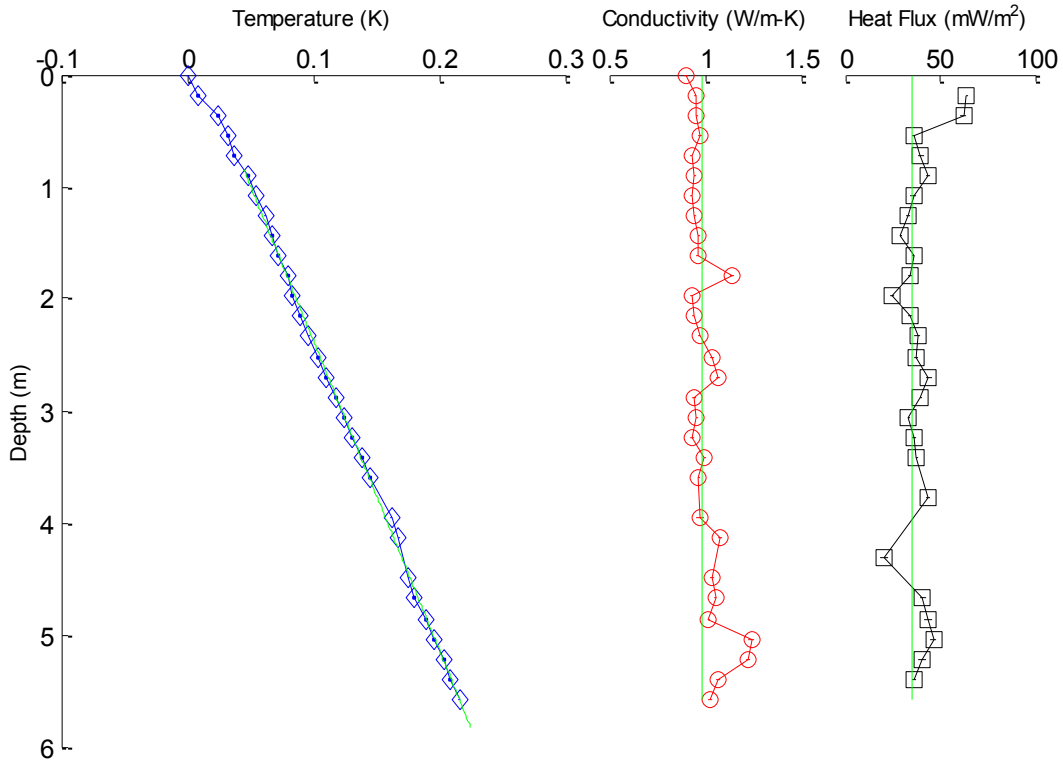 Temperature (K) Conductivity (W/m-K) Heat Flux (mW/m²)
-0.1 0 0.1 0.2 0.3 0.5 1 1.5 0 50 100
0
1
2
3
4
5
6
Depth (m)